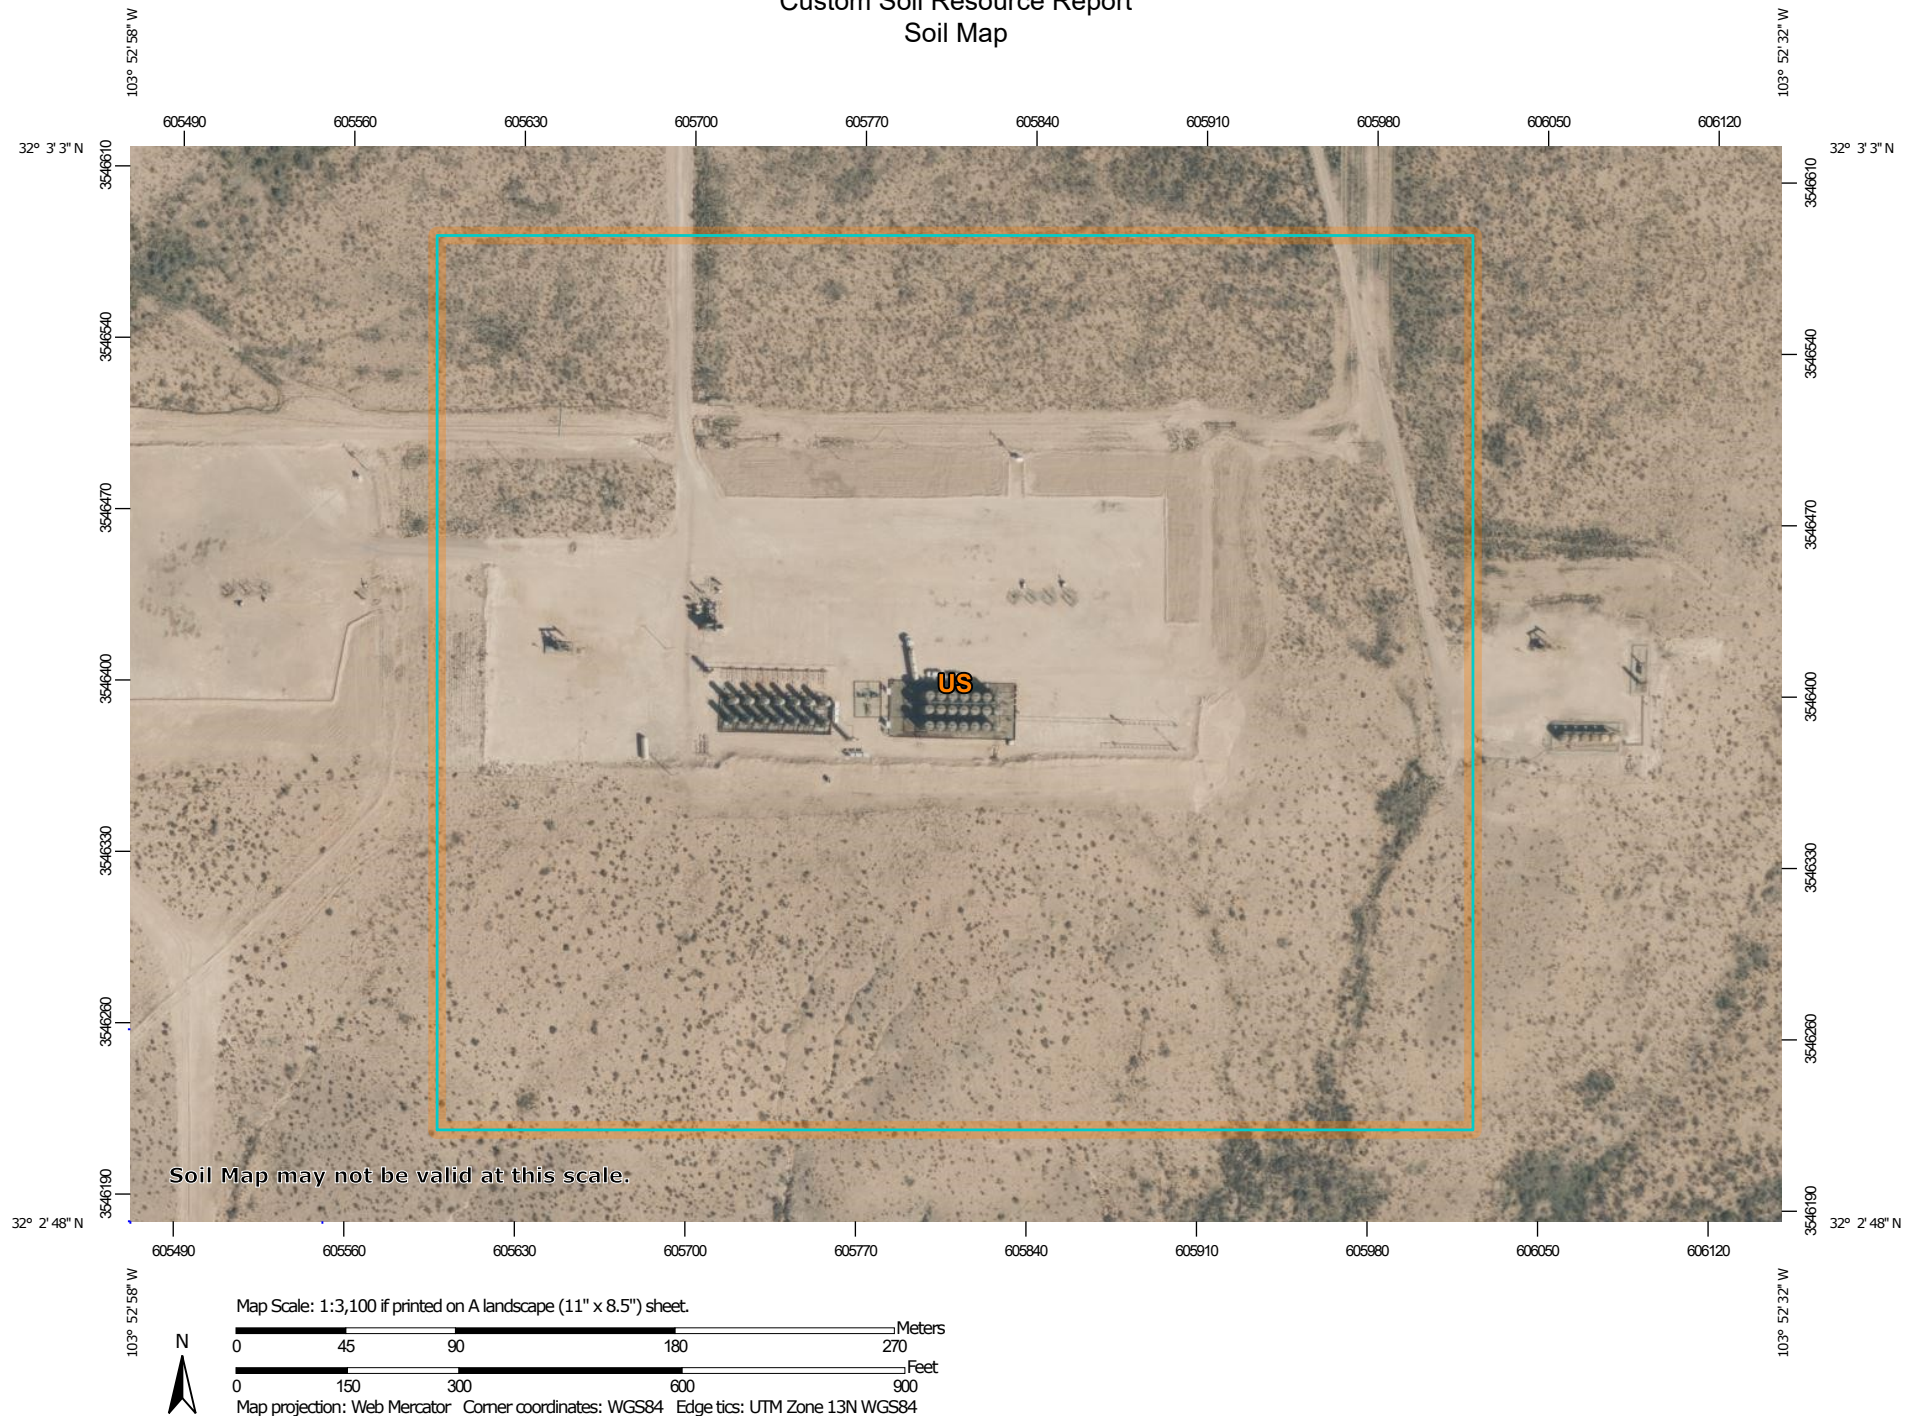 Custom Soil Resource Report
Soil Map
103° 52' 58" W
103° 52' 32" W
605490 605560 605630 605700 605770 605840 605910 605980 606050 606120
32° 3' 3" N
32° 3' 3" N
3546610
3546610
3546540
3546540
3546470
3546470
3546400
3546400
US
3546330
3546330
3546260
3546260
Soil Map may not be valid at this scale.
3546190
3546190
32° 2' 48" N
32° 2' 48" N
605490 605560 605630 605700 605770 605840 605910 605980 606050 606120
103° 52' 58" W
103° 52' 32" W
Map Scale: 1:3,100 if printed on A landscape (11" x 8.5") sheet.
Meters
N
0 45 90 180 270
Feet
0 150 300 600 900
Map projection: Web Mercator Corner coordinates: WGS84 Edge tics: UTM Zone 13N WGS84